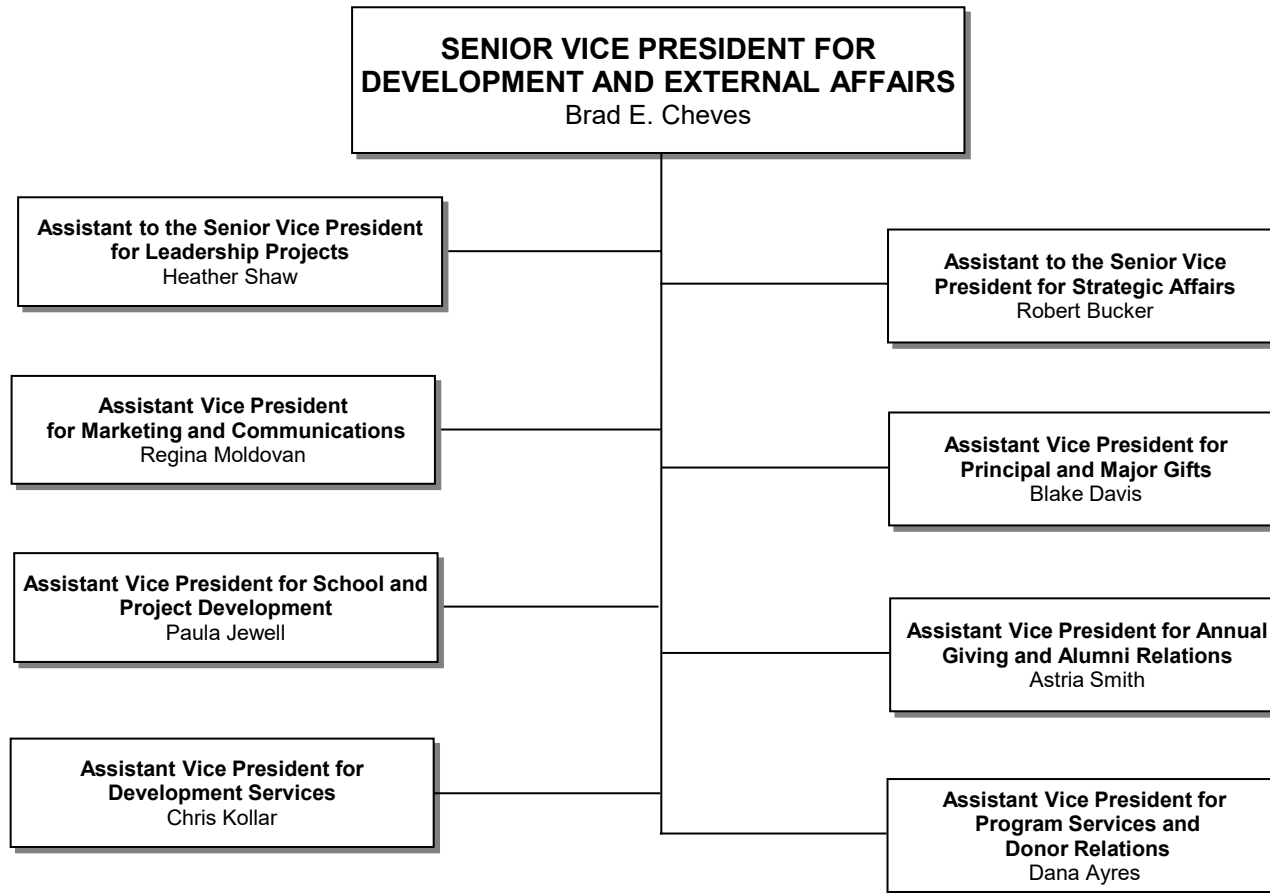 SENIOR VICE PRESIDENT FOR
DEVELOPMENT AND EXTERNAL AFFAIRS
Brad E. Cheves
Assistant to the Senior Vice President
for Leadership Projects
Heather Shaw
Assistant to the Senior Vice
President for Strategic Affairs
Robert Bucker
Assistant Vice President
for Marketing and Communications
Regina Moldovan
Assistant Vice President for
Principal and Major Gifts
Blake Davis
Assistant Vice President for School and
Project Development
Paula Jewell
Assistant Vice President for Annual
Giving and Alumni Relations
Astria Smith
Assistant Vice President for
Development Services
Chris Kollar
Assistant Vice President for
Program Services and
Donor Relations
Dana Ayres